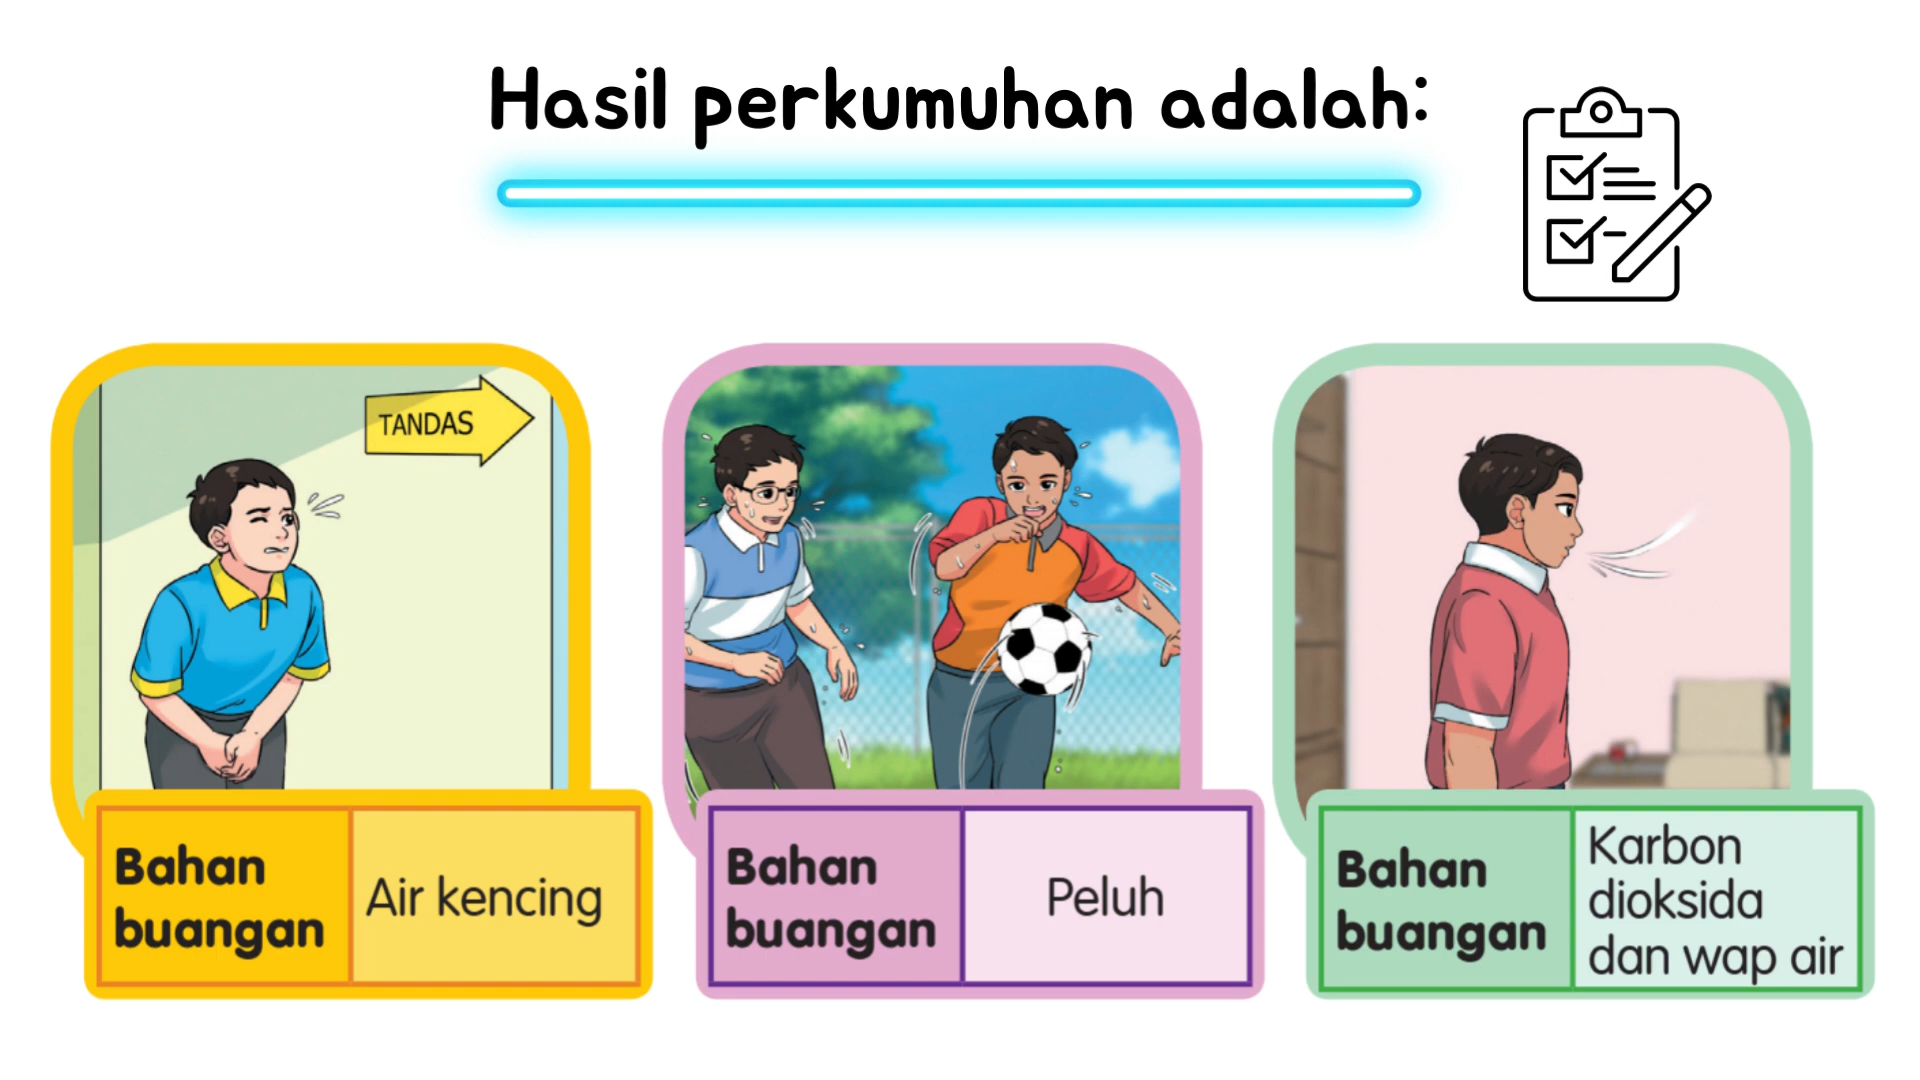 Hasil perkumuhan adalah:
TANDAS
Bahan
buangan
Air kencing
Bahan
buangan
Peluh
Bahan
buangan
Karbon
dioksida
dan wap air